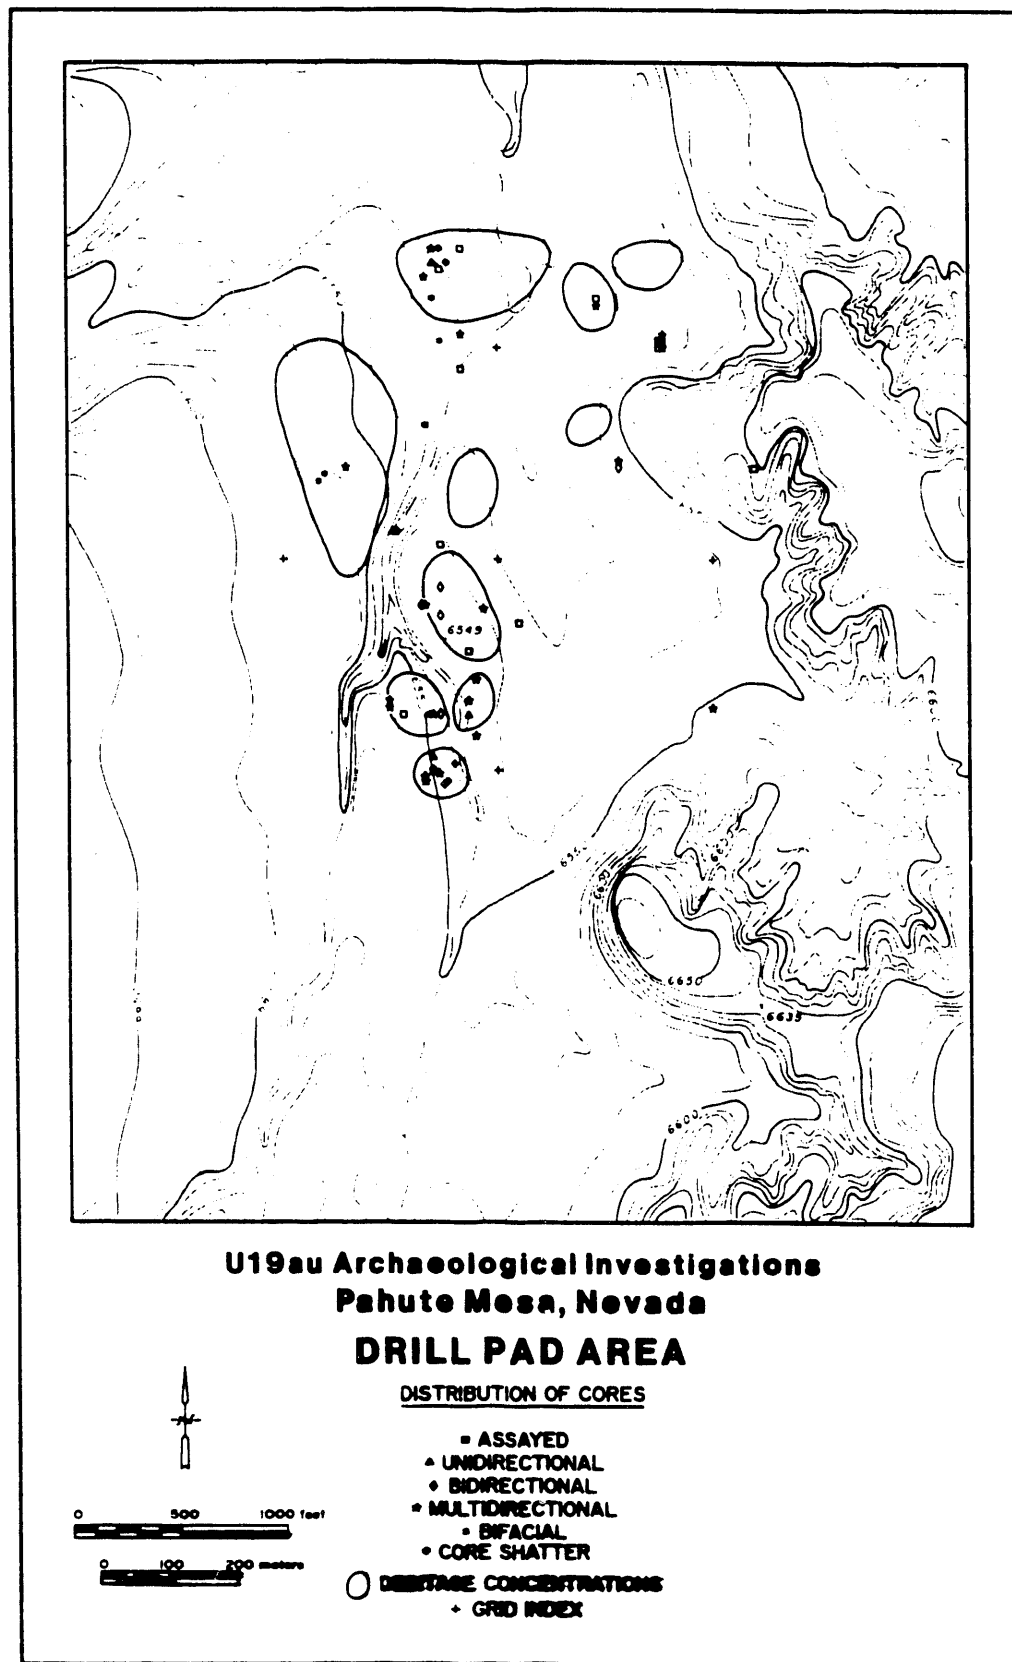 6549
6650
6635
6600
U19au Archaeological Investigations
Pahute Mesa, Nevada
DRILL PAD AREA
DISTRIBUTION OF CORES
ASSAYED
UNIDIRECTIONAL
BIDIRECTIONAL
MULTIDIRECTIONAL
BIFACIAL
CORE SHATTER
DEBITAGE CONCENTRATIONS
GRID INDEX
0 500 1000 feet
0 100 200 meters